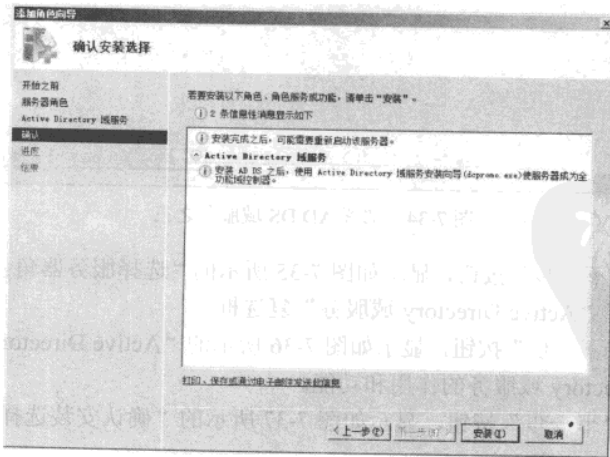 添加角色向导
确认安装选择
开始之前
服务器角色
Active Directory 域服务
确认
进度
结果
若要安装以下角色、角色服务或功能，请单击“安装”。
2 条信息性消息显示如下
安装完成之后，可能需要重新启动该服务器。
Active Directory 域服务
安装 AD DS 之后，使用 Active Directory 域服务安装向导(dcpromo.exe)使服务器成为全
功能域控制器。
打印、保存或通过电子邮件发送此信息
<上一步(P)
下一步(N)>
安装(I)
取消